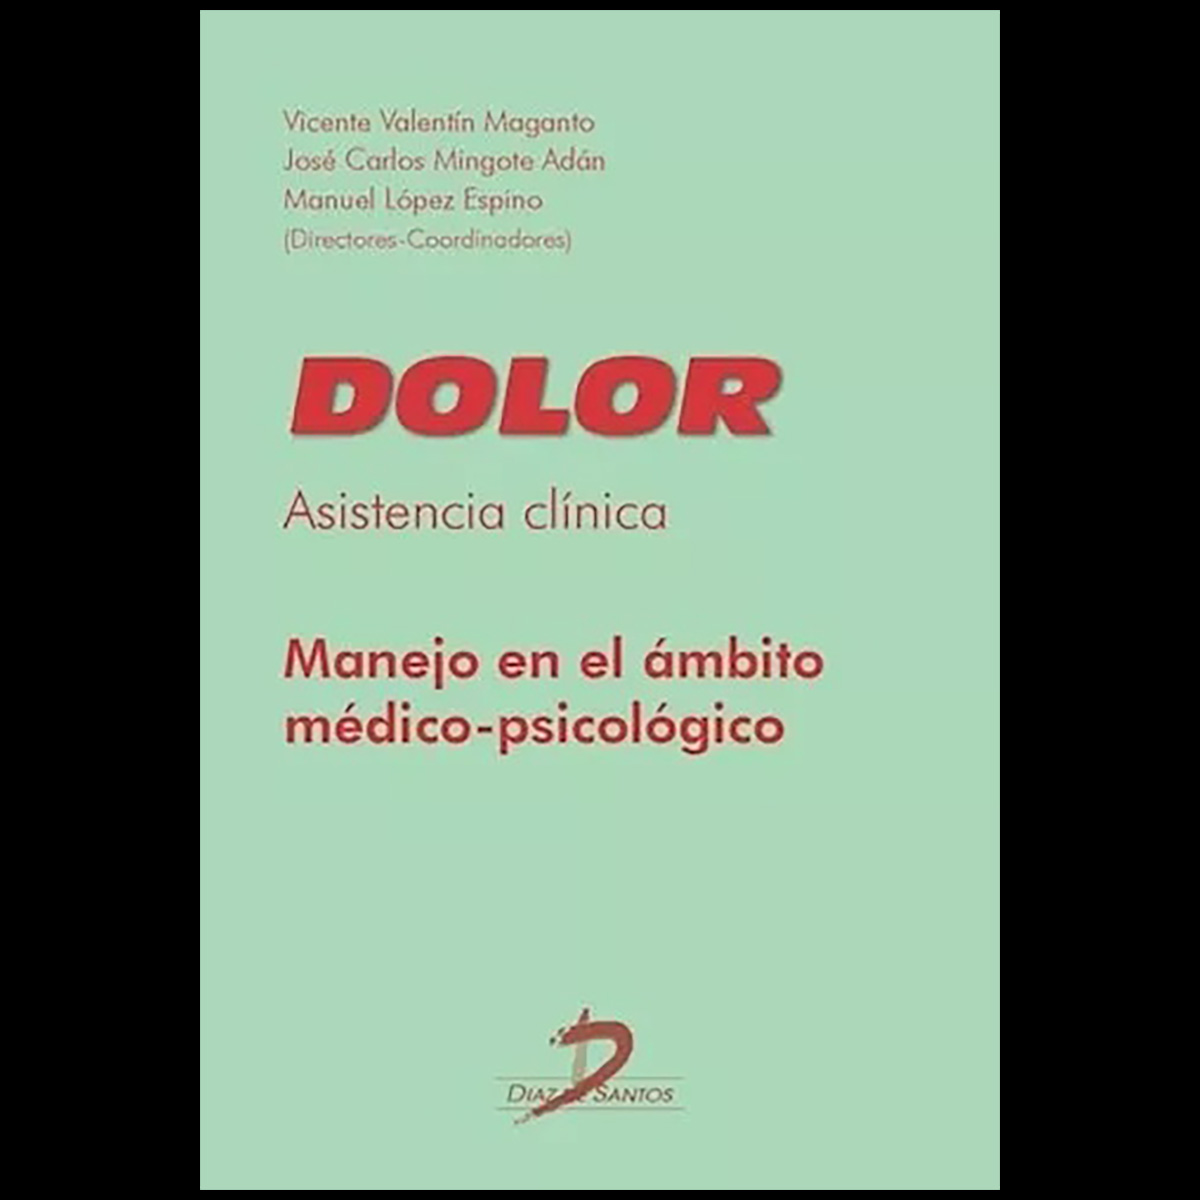 Vicente Valentín Maganto
José Carlos Mingote Adán
Manuel López Espino
(Directores-Coordinadores)
DOLOR
Asistencia clínica
Manejo en el ámbito
médico-psicológico
DIAZ DE SANTOS